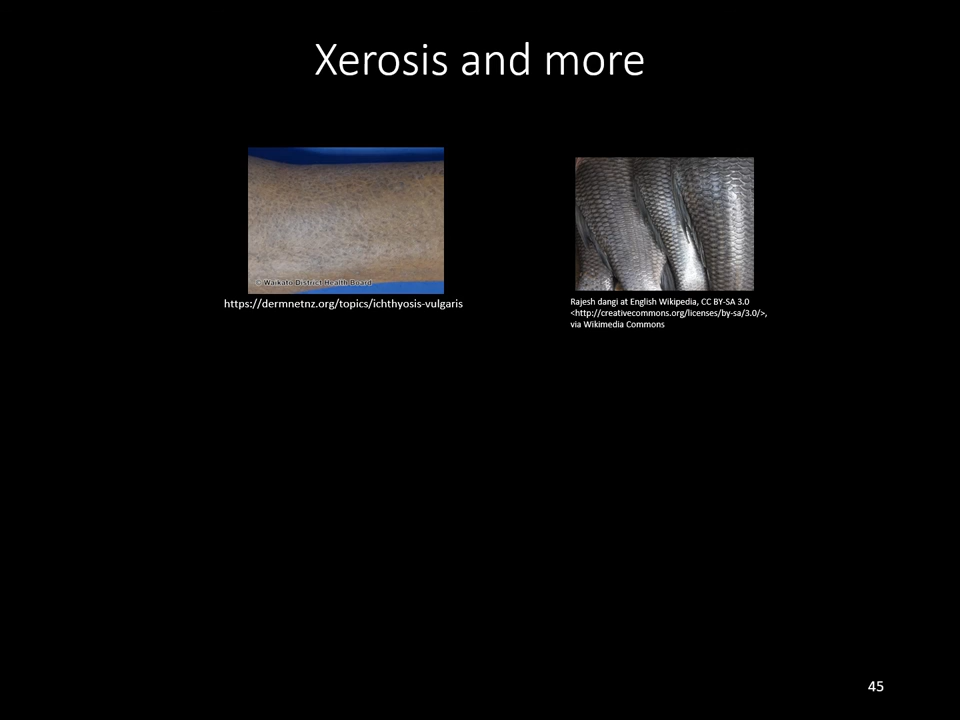 Xerosis and more
© Waikato District Health Board
https://dermnetnz.org/topics/ichthyosis-vulgaris
Rajesh dangi at English Wikipedia, CC BY-SA 3.0
<http://creativecommons.org/licenses/by-sa/3.0/>,
via Wikimedia Commons
45